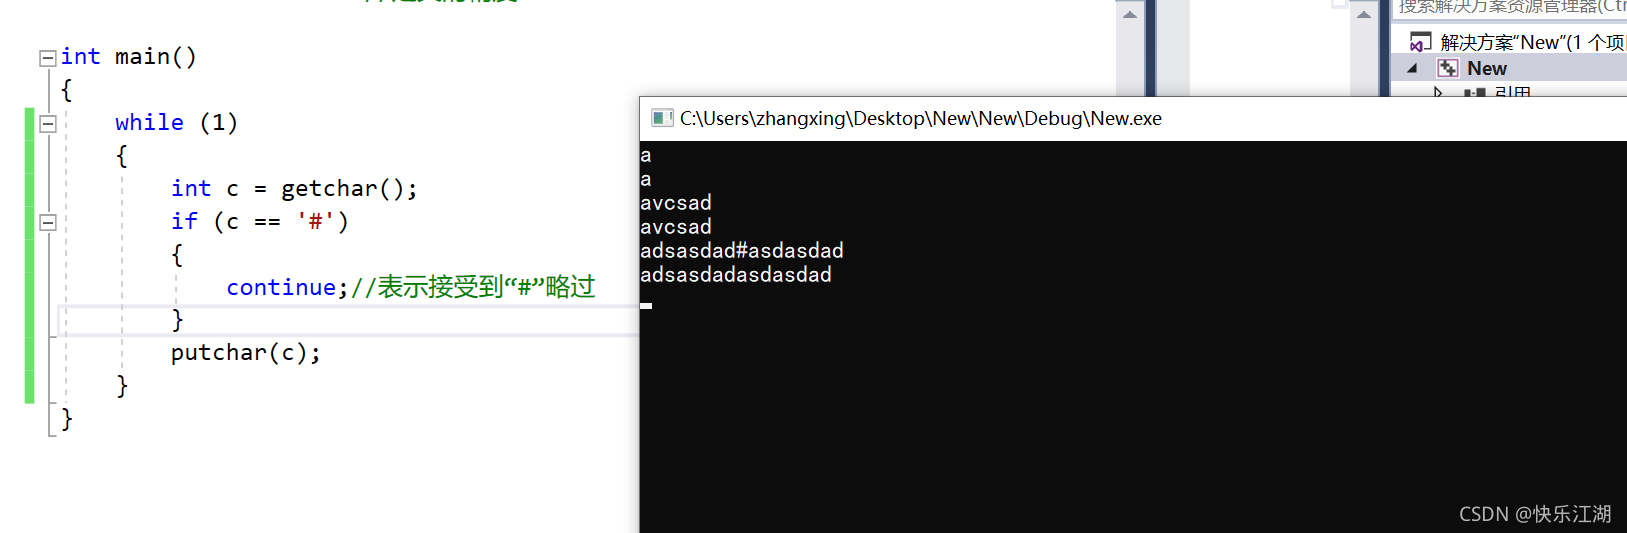 int main()
{
while (1)
{
int c = getchar();
if (c == '#')
{
continue;//表示接受到“#”略过
}
putchar(c);
}
}
C:\Users\zhangxing\Desktop\New\New\Debug\New.exe
a
a
avcsad
avcsad
adsasdad#asdasdad
adsasdadasdasdad
搜索解决方案资源管理器(Ctr
解决方案"New"(1 个项
New
引用
CSDN @快乐江湖